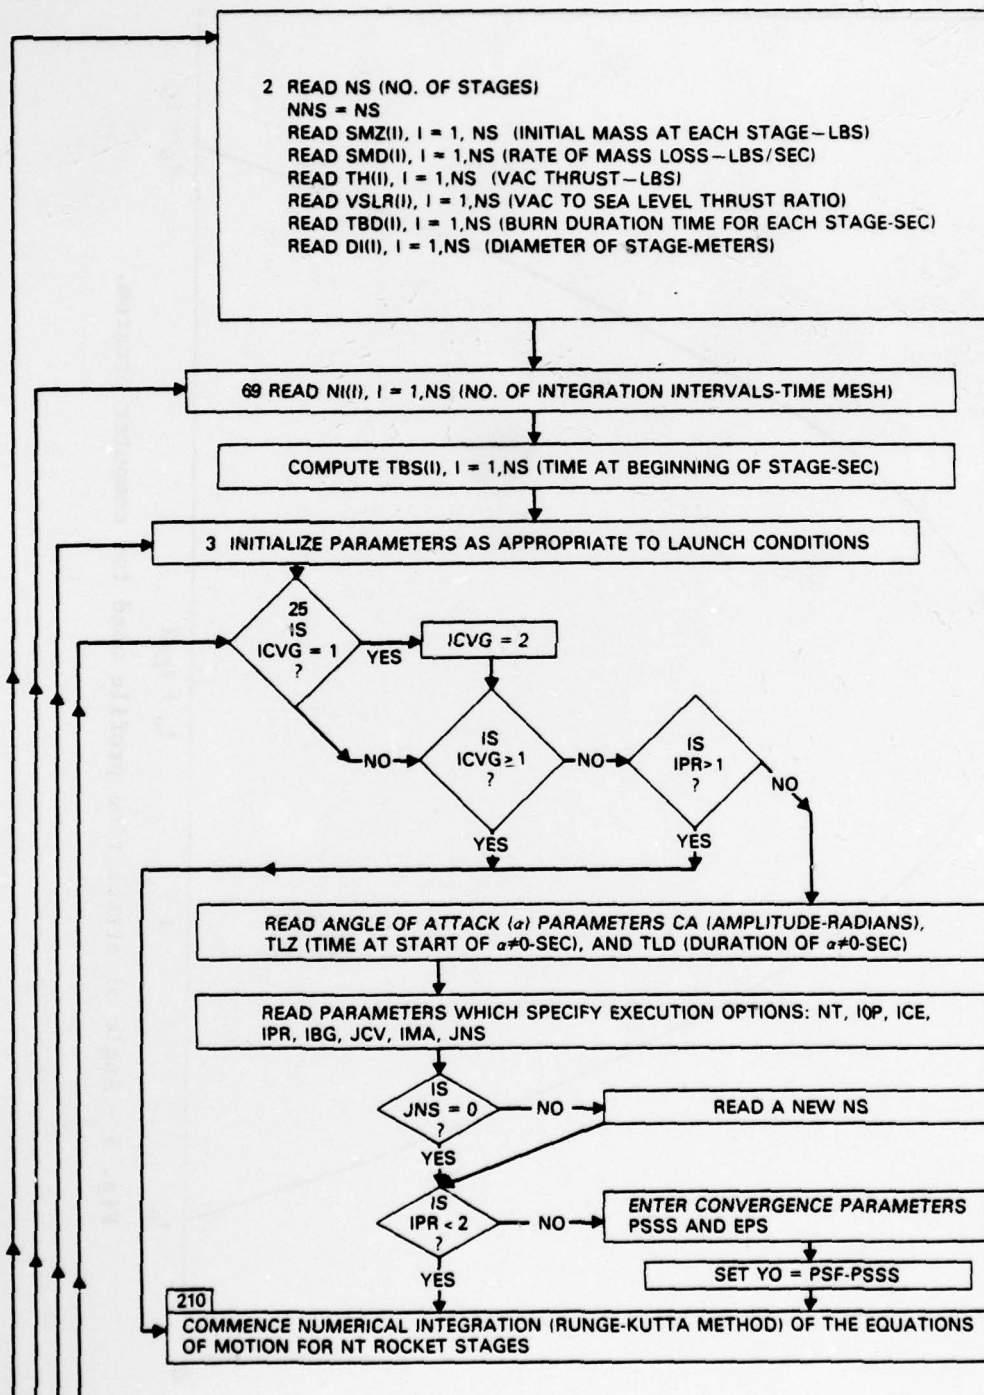 2 READ NS (NO. OF STAGES)
NNS = NS
READ SMZ(I), I = 1, NS (INITIAL MASS AT EACH STAGE–LBS)
READ SMD(I), I = 1,NS (RATE OF MASS LOSS–LBS/SEC)
READ TH(I), I = 1,NS (VAC THRUST–LBS)
READ VSLR(I), I = 1,NS (VAC TO SEA LEVEL THRUST RATIO)
READ TBD(I), I = 1,NS (BURN DURATION TIME FOR EACH STAGE-SEC)
READ DI(I), I = 1,NS (DIAMETER OF STAGE-METERS)
69 READ NI(I), I = 1,NS (NO. OF INTEGRATION INTERVALS-TIME MESH)
COMPUTE TBS(I), I = 1,NS (TIME AT BEGINNING OF STAGE-SEC)
3 INITIALIZE PARAMETERS AS APPROPRIATE TO LAUNCH CONDITIONS
25
IS
ICVG = 1
?
YES
ICVG = 2
NO
IS
ICVG ≥ 1
?
NO
IS
IPR> 1
?
NO
YES
YES
READ ANGLE OF ATTACK (α) PARAMETERS CA (AMPLITUDE-RADIANS),
TLZ (TIME AT START OF α≠0-SEC), AND TLD (DURATION OF α≠0-SEC)
READ PARAMETERS WHICH SPECIFY EXECUTION OPTIONS: NT, IOP, ICE,
IPR, IBG, JCV, IMA, JNS
IS
JNS = 0
?
NO
READ A NEW NS
YES
IS
IPR < 2
?
NO
ENTER CONVERGENCE PARAMETERS
PSSS AND EPS
YES
SET YO = PSF-PSSS
210
COMMENCE NUMERICAL INTEGRATION (RUNGE-KUTTA METHOD) OF THE EQUATIONS
OF MOTION FOR NT ROCKET STAGES